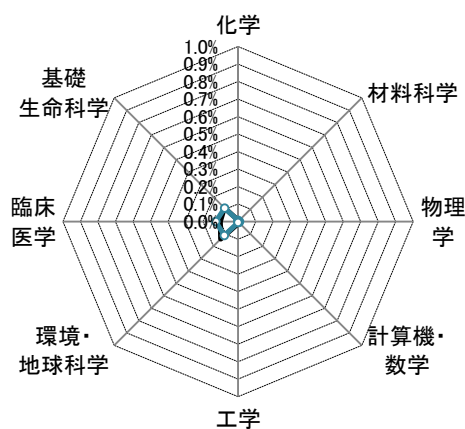 化学
1.0%
0.9%
0.8%
0.7%
0.6%
0.5%
0.4%
0.3%
0.2%
0.1%
0.0%
材料科学
物理
学
計算機・
数学
工学
環境・
地球科学
臨床
医学
基礎
生命科学